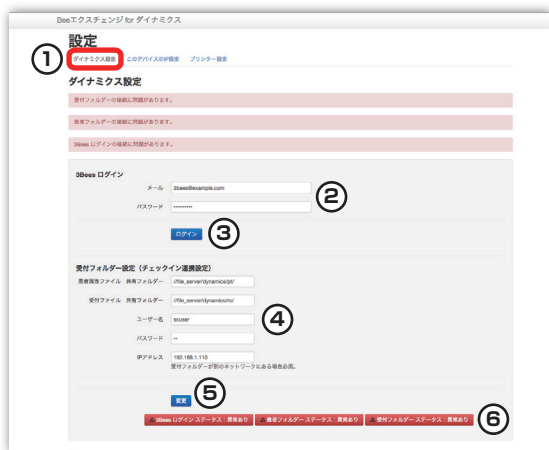 Beeエクスチェンジ for ダイナミクス
設定
① ダイナミクス設定 このデバイスのIP設定 プリンター設定
ダイナミクス設定
受付フォルダーの接続に問題があります。
患者フォルダーの接続に問題があります。
3Bees ログインの接続に問題があります。
3Bees ログイン
メール 3bees@example.com
②
パスワード ••••••••••
ログイン ③
受付フォルダー設定（チェックイン連携設定）
患者属性ファイル 共有フォルダー //file_server/dynamics/pt/
受付ファイル 共有フォルダー //file_server/dynamics/rc/
ユーザー名 scuser ④
パスワード ••
IPアドレス 192.168.1.110
受付フォルダーが別のネットワークにある場合必須。
変更 ⑤
3Bees ログイン ステータス：異常あり 患者フォルダー ステータス：異常あり 受付フォルダー ステータス：異常あり ⑥